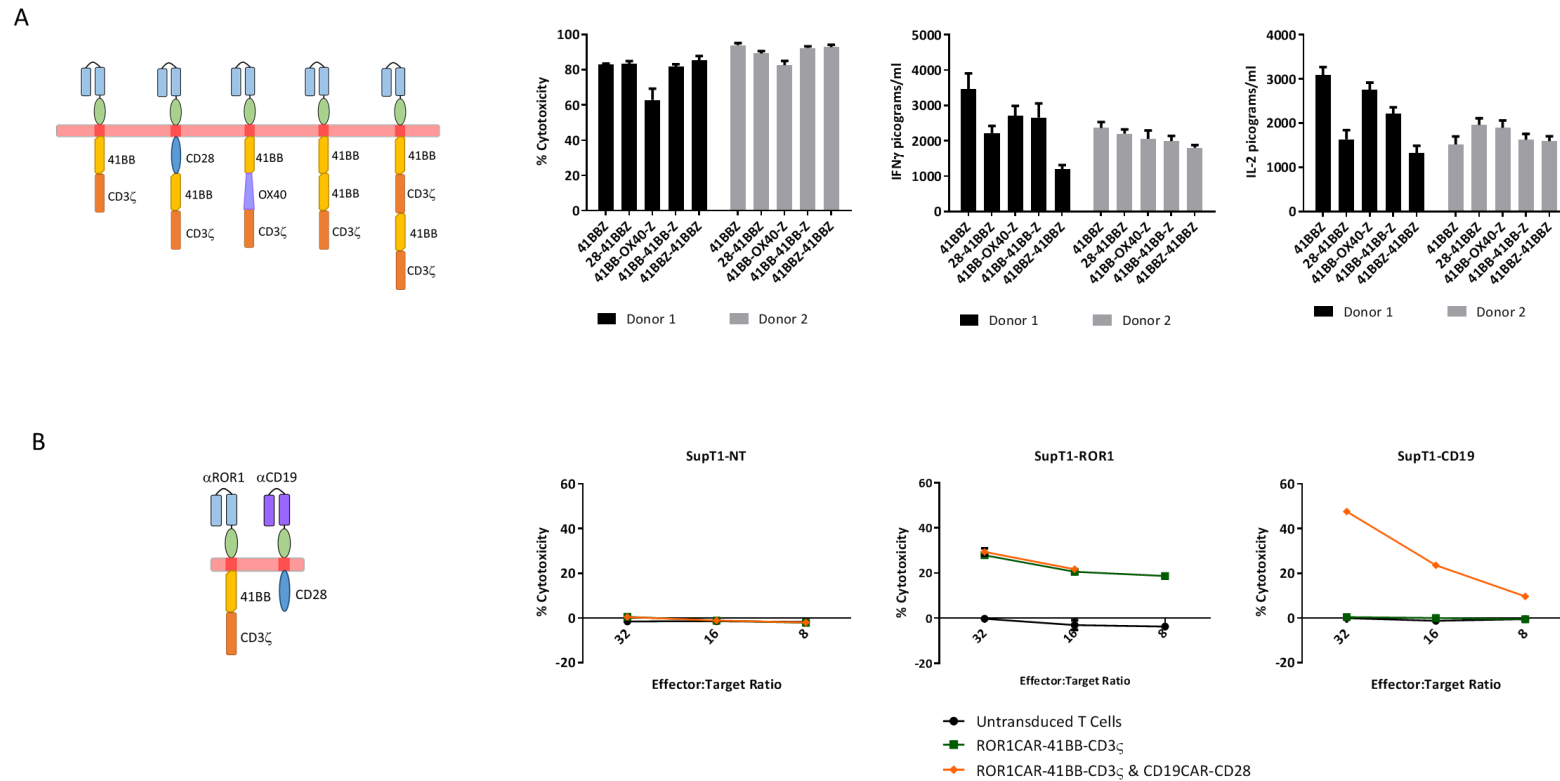 A
41BB
CD3ζ
CD28
41BB
CD3ζ
41BB
OX40
CD3ζ
41BB
41BB
CD3ζ
41BB
CD3ζ
41BB
CD3ζ
% Cytotoxicity
100
80
60
40
20
0
41BBZ
28-41BBZ
41BB-OX40-Z
41BB-41BB-Z
41BBZ-41BBZ
41BBZ
28-41BBZ
41BB-OX40-Z
41BB-41BB-Z
41BBZ-41BBZ
Donor 1
Donor 2
IFNγ picograms/ml
5000
4000
3000
2000
1000
0
41BBZ
28-41BBZ
41BB-OX40-Z
41BB-41BB-Z
41BBZ-41BBZ
41BBZ
28-41BBZ
41BB-OX40-Z
41BB-41BB-Z
41BBZ-41BBZ
Donor 1
Donor 2
IL-2 picograms/ml
4000
3000
2000
1000
0
41BBZ
28-41BBZ
41BB-OX40-Z
41BB-41BB-Z
41BBZ-41BBZ
41BBZ
28-41BBZ
41BB-OX40-Z
41BB-41BB-Z
41BBZ-41BBZ
Donor 1
Donor 2
B
αROR1
αCD19
41BB
CD28
CD3ζ
SupT1-NT
% Cytotoxicity
60
40
20
0
-20
32
16
8
Effector:Target Ratio
SupT1-ROR1
% Cytotoxicity
60
40
20
0
-20
32
16
8
Effector:Target Ratio
SupT1-CD19
% Cytotoxicity
60
40
20
0
-20
32
16
8
Effector:Target Ratio
Untransduced T Cells
ROR1CAR-41BB-CD3ς
ROR1CAR-41BB-CD3ς & CD19CAR-CD28